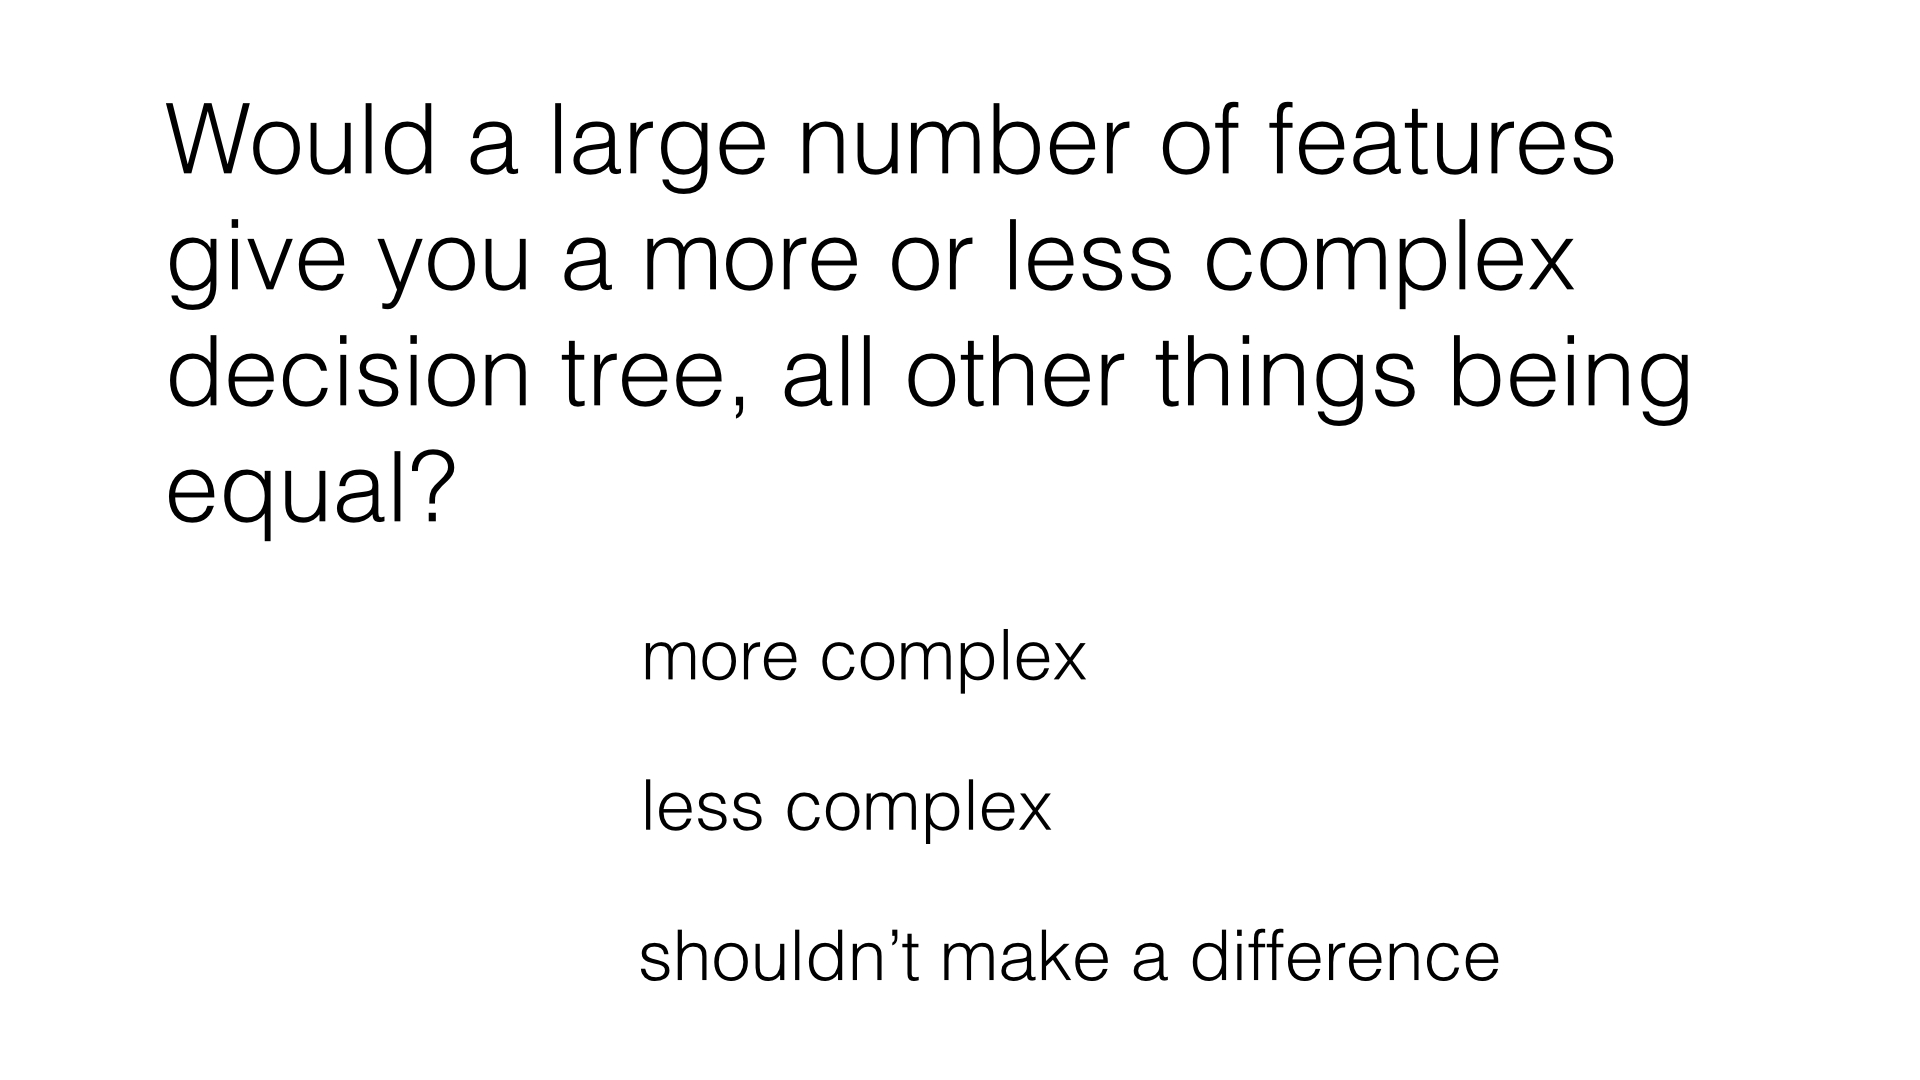 Would a large number of features
give you a more or less complex
decision tree, all other things being
equal?
more complex
less complex
shouldn’t make a difference